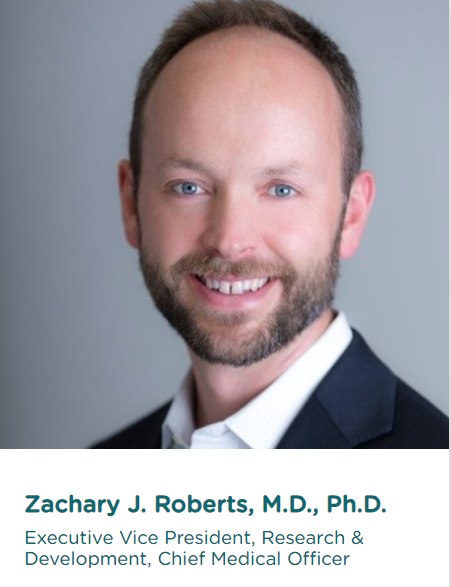 Zachary J. Roberts, M.D., Ph.D.
Executive Vice President, Research &
Development, Chief Medical Officer